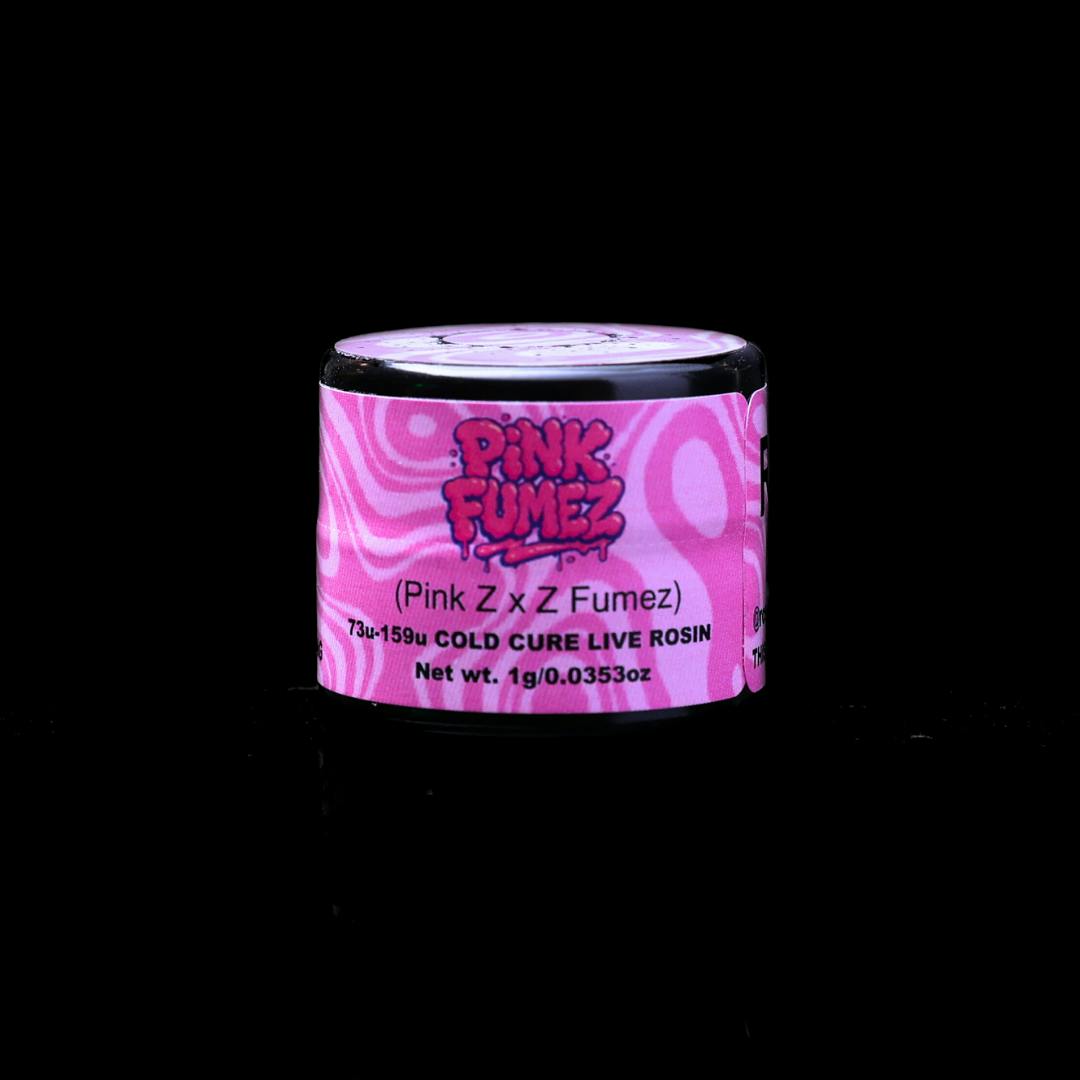 PiNK
FUMEZ
(Pink Z x Z Fumez)
73u-159u COLD CURE LIVE ROSIN
Net wt. 1g/0.0353oz